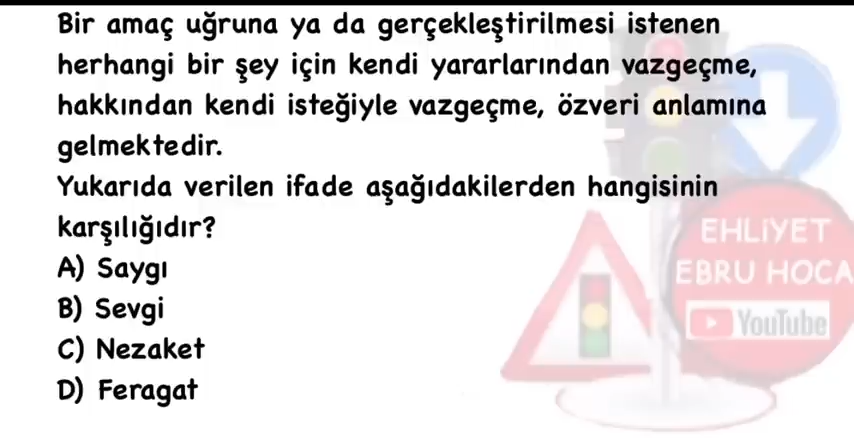 Bir amaç uğruna ya da gerçekleştirilmesi istenen
herhangi bir şey için kendi yararlarından vazgeçme,
hakkından kendi isteğiyle vazgeçme, özveri anlamına
gelmektedir.
Yukarıda verilen ifade aşağıdakilerden hangisinin
karşılığıdır?
A) Saygı
B) Sevgi
C) Nezaket
D) Feragat
EHLİYET
EBRU HOCA
YouTube